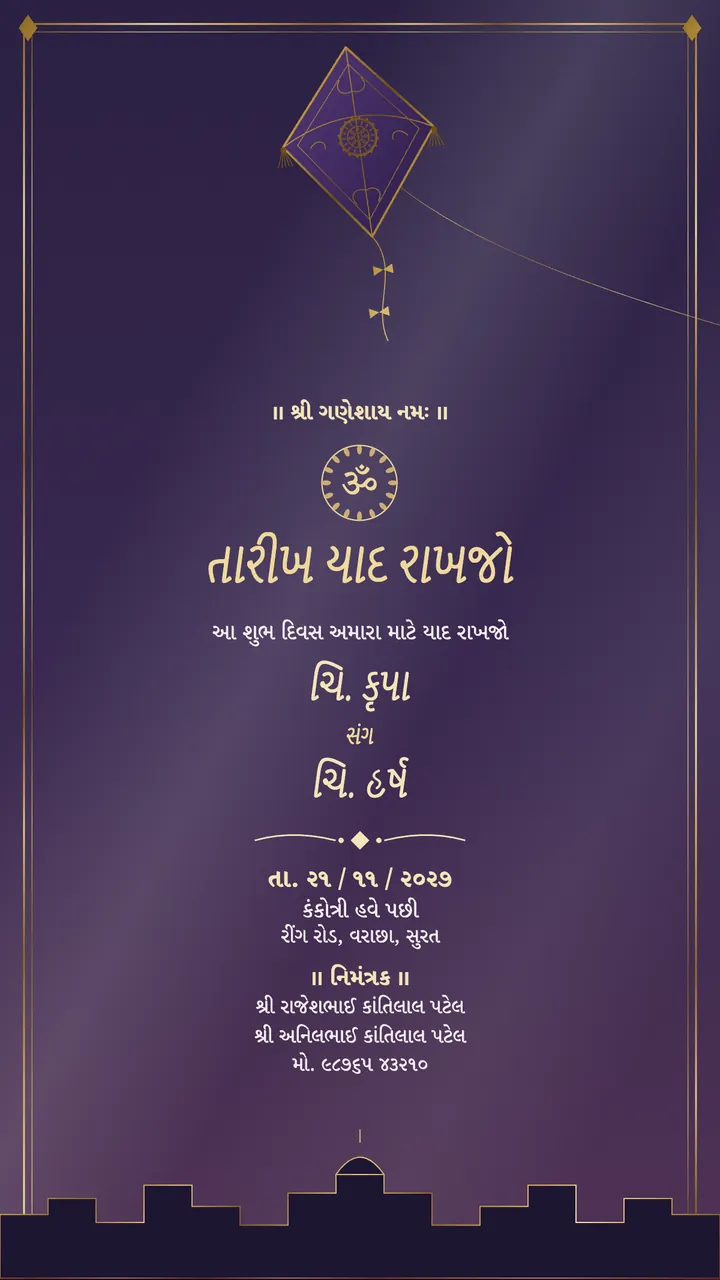 ॥ શ્રી ગણેશાય નમઃ ॥
ૐ
તારીખ યાદ રાખજો
આ શુભ દિવસ અમારા માટે યાદ રાખજો
ચિ. કૃપા
સંગ
ચિ. હર્ષ
તા. ૨૧ / ૧૧ / ૨૦૨૭
કંકોત્રી હવે પછી
રીંગ રોડ, વરાછા, સુરત
॥ નિમંત્રક ॥
શ્રી રાજેશભાઈ કાંતિલાલ પટેલ
શ્રી અનિલભાઈ કાંતિલાલ પટેલ
મો. ૯૮૭૬૫ ૪૩૨૧૦